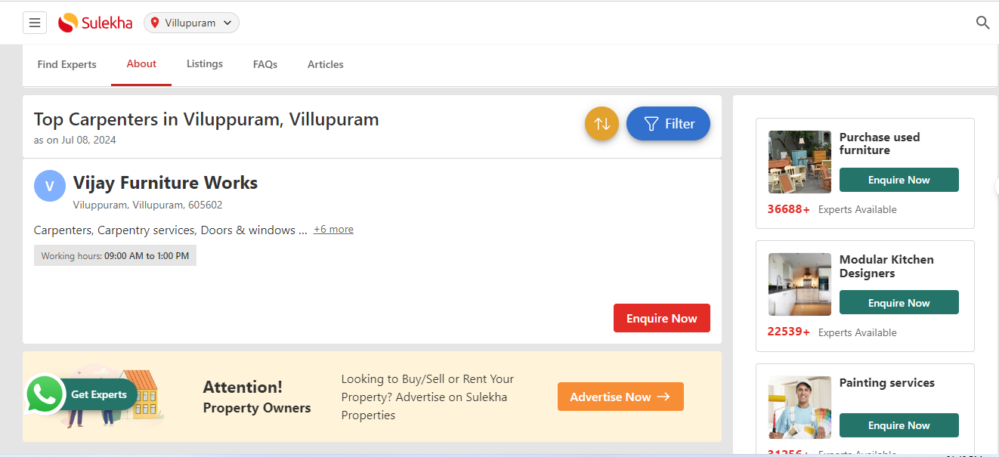 Sulekha
Villupuram
Find Experts
About
Listings
FAQs
Articles
Top Carpenters in Viluppuram, Villupuram
as on Jul 08, 2024
Filter
V
Vijay Furniture Works
Viluppuram, Villupuram, 605602
Carpenters, Carpentry services, Doors & windows ... +6 more
Working hours: 09:00 AM to 1:00 PM
Enquire Now
Get Experts
Attention!
Property Owners
Looking to Buy/Sell or Rent Your
Property? Advertise on Sulekha
Properties
Advertise Now
Purchase used
furniture
Enquire Now
36688+ Experts Available
Modular Kitchen
Designers
Enquire Now
22539+ Experts Available
Painting services
Enquire Now
31256+ Experts Available